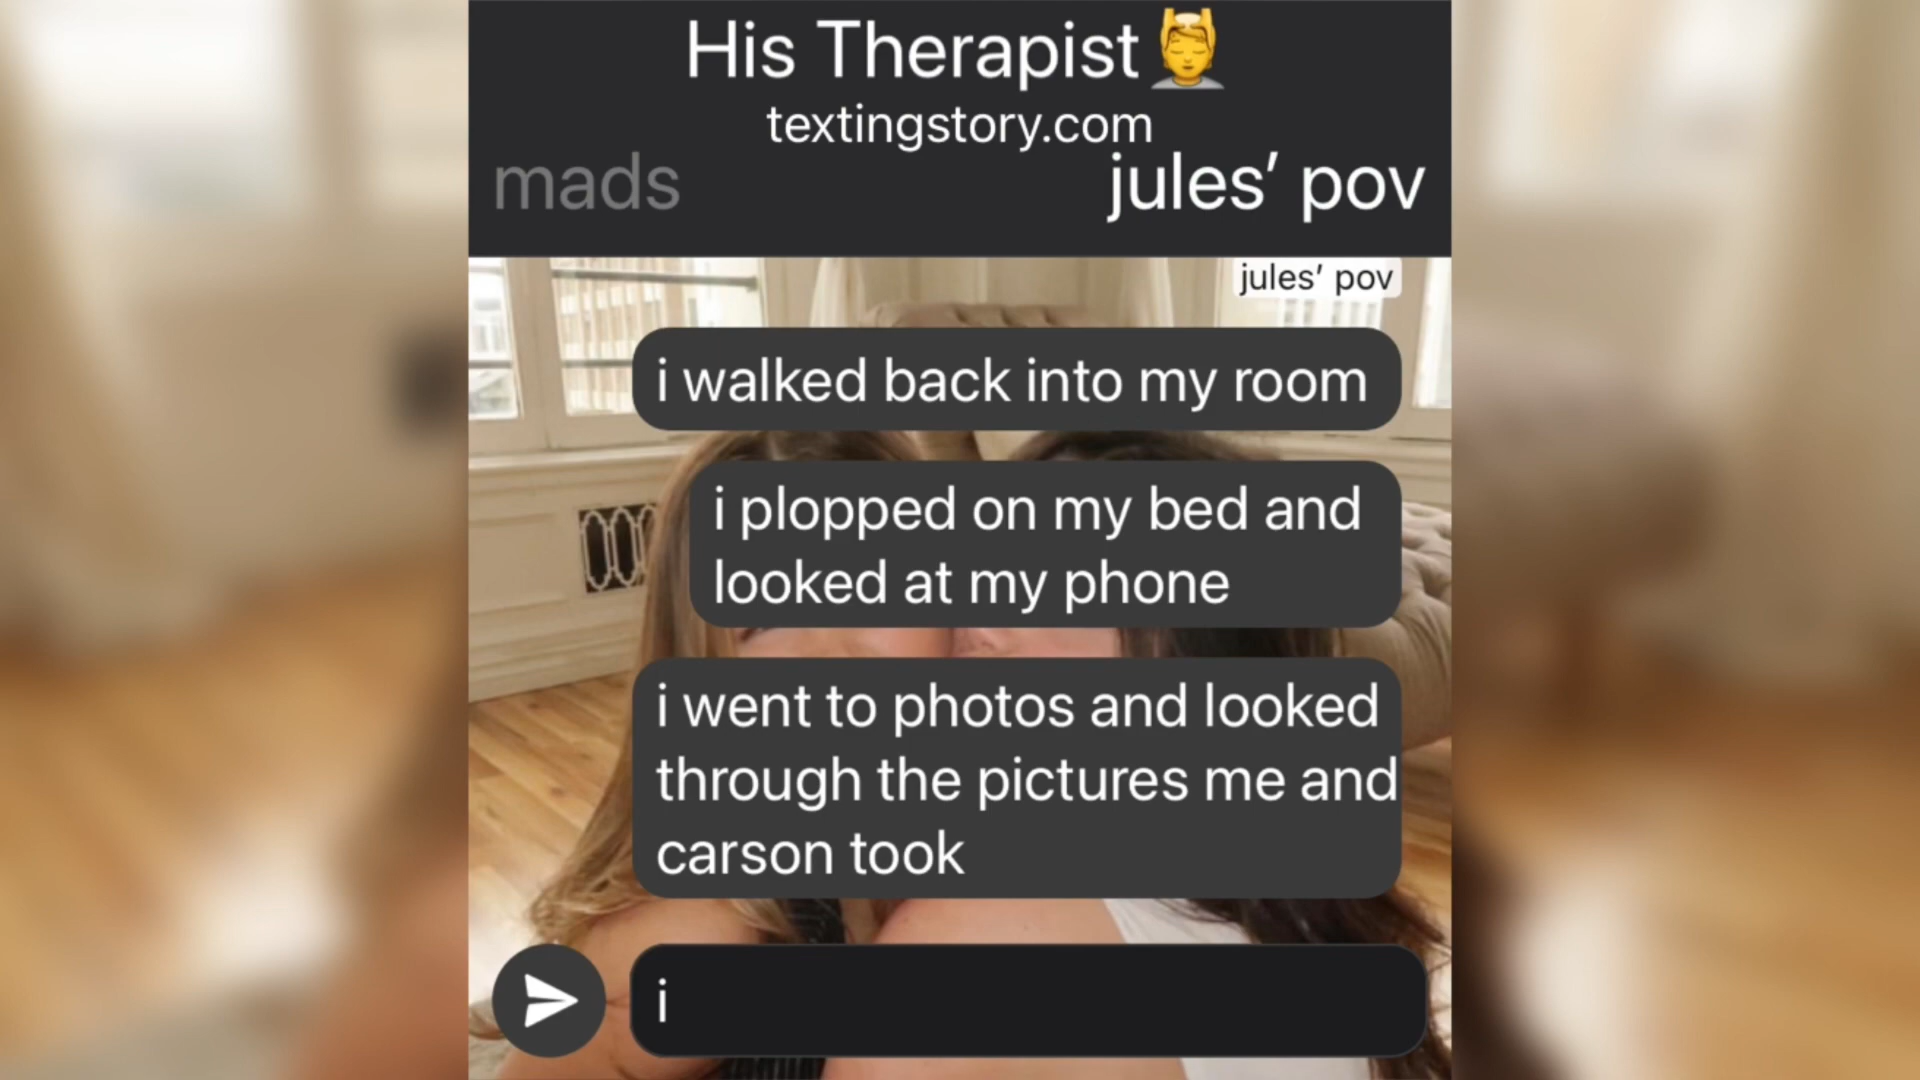 His Therapist💆
textingstory.com
mads
jules’ pov
jules’ pov
i walked back into my room
i plopped on my bed and
looked at my phone
i went to photos and looked
through the pictures me and
carson took
i